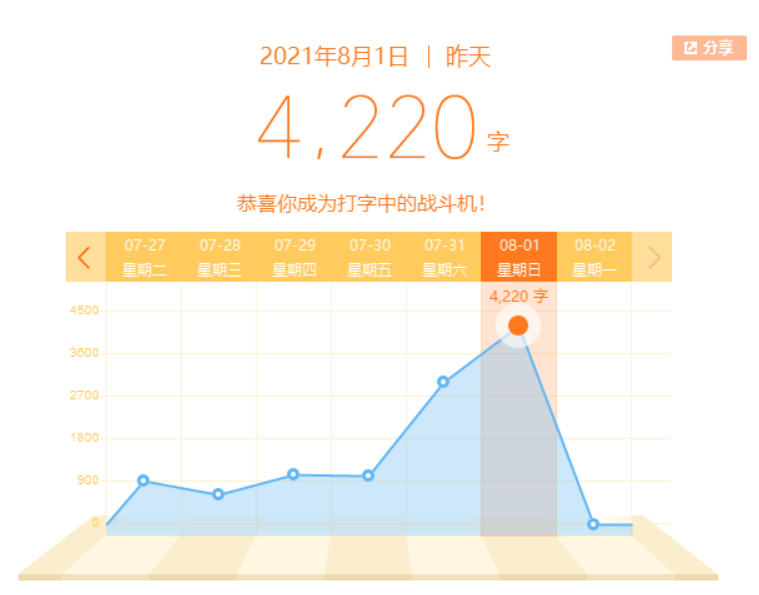 分享
2021年8月1日 | 昨天
4,220 字
恭喜你成为打字中的战斗机!
07-27 07-28 07-29 07-30 07-31 08-01 08-02
星期二 星期三 星期四 星期五 星期六 星期日 星期一
4,220 字
4500
3600
2700
1800
900
0